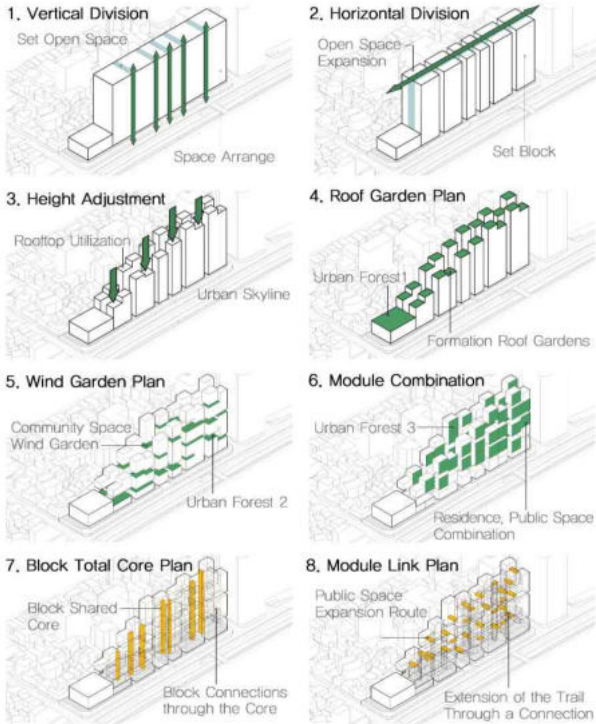 1. Vertical Division
Set Open Space
Space Arrange
2. Horizontal Division
Open Space
Expansion
Set Block
3. Height Adjustment
Rooftop Utilization
Urban Skyline
4. Roof Garden Plan
Urban Forest1
Formation Roof Gardens
5. Wind Garden Plan
Community Space
Wind Garden
Urban Forest 2
6. Module Combination
Urban Forest 3
Residence, Public Space
Combination
7. Block Total Core Plan
Block Shared
Core
Block Connections
through the Core
8. Module Link Plan
Public Space
Expansion Route
Extension of the Trail
Through a Connection